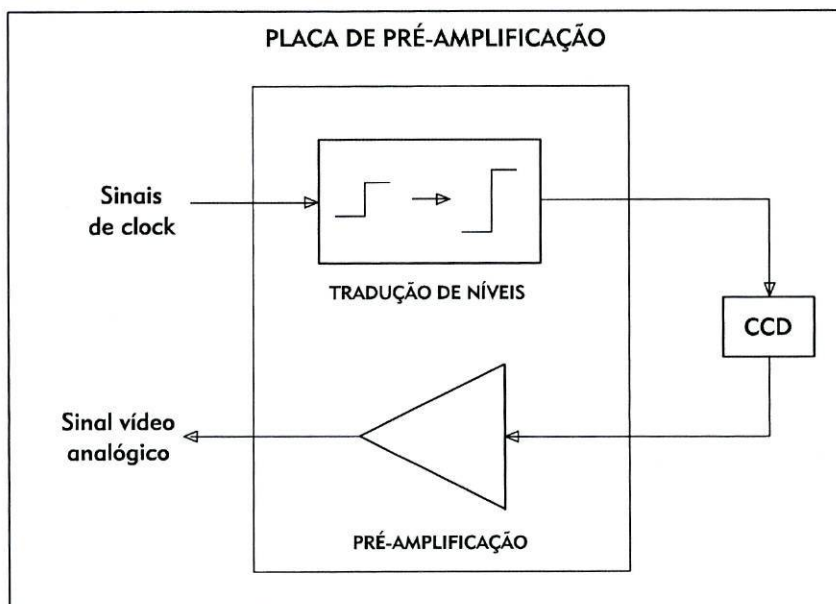 PLACA DE PRÉ-AMPLIFICAÇÃO
Sinais
de clock
TRADUÇÃO DE NÍVEIS
CCD
Sinal vídeo
analógico
PRÉ-AMPLIFICAÇÃO